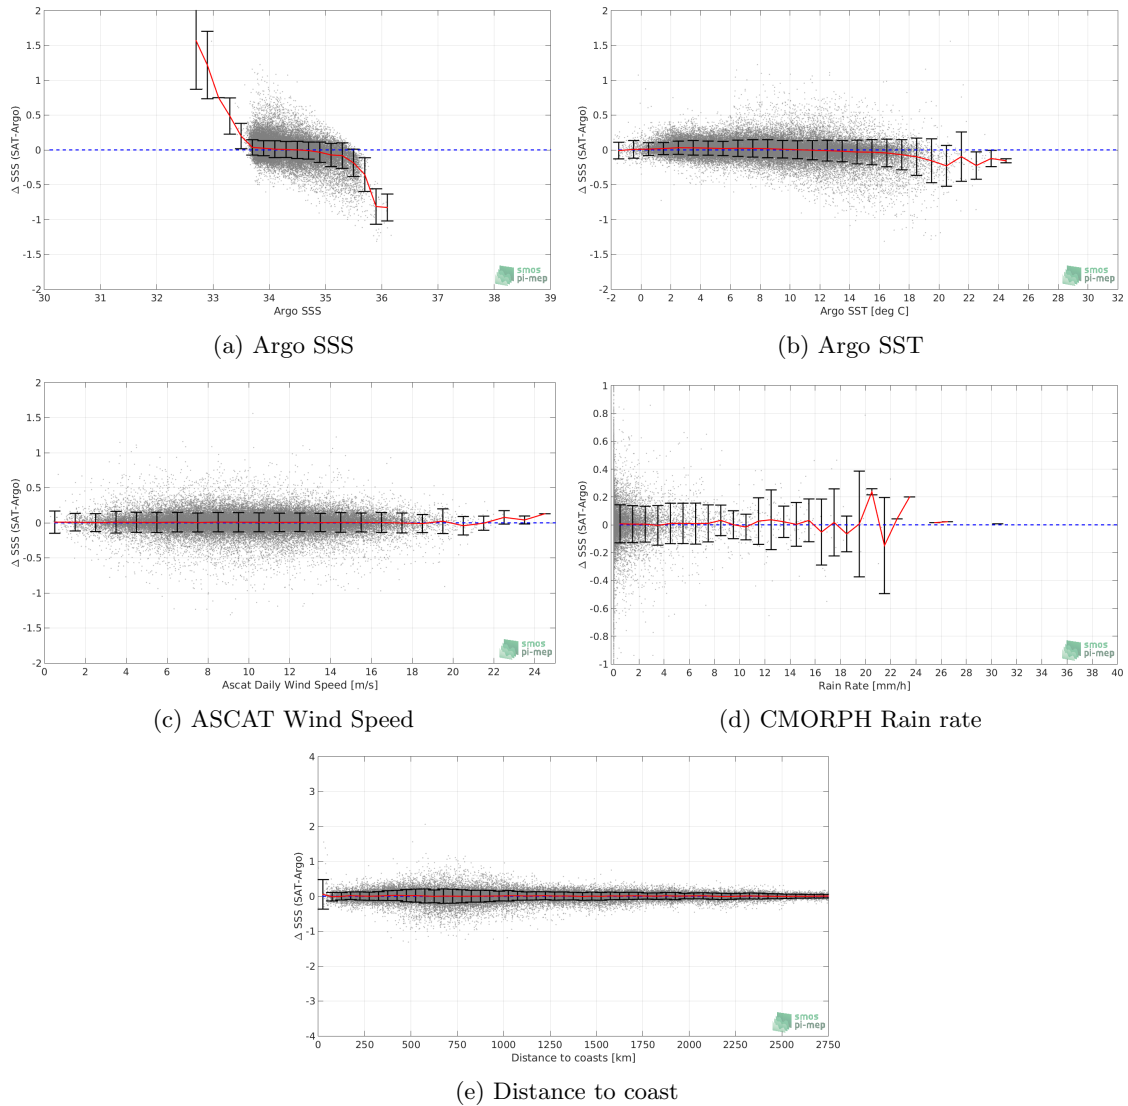 Δ SSS (SAT-Argo)
2
1.5
1
0.5
0
-0.5
-1
-1.5
-2
30 31 32 33 34 35 36 37 38 39
Argo SSS
smos
pi-mep
(a) Argo SSS
Δ SSS (SAT-Argo)
2
1.5
1
0.5
0
-0.5
-1
-1.5
-2
-2 0 2 4 6 8 10 12 14 16 18 20 22 24 26 28 30 32
Argo SST [deg C]
smos
pi-mep
(b) Argo SST
Δ SSS (SAT-Argo)
2
1.5
1
0.5
0
-0.5
-1
-1.5
-2
0 2 4 6 8 10 12 14 16 18 20 22 24
Ascat Daily Wind Speed [m/s]
smos
pi-mep
(c) ASCAT Wind Speed
Δ SSS (SAT-Argo)
1
0.8
0.6
0.4
0.2
0
-0.2
-0.4
-0.6
-0.8
-1
0 2 4 6 8 10 12 14 16 18 20 22 24 26 28 30 32 34 36 38 40
Rain Rate [mm/h]
smos
pi-mep
(d) CMORPH Rain rate
Δ SSS (SAT-Argo)
4
3
2
1
0
-1
-2
-3
-4
0 250 500 750 1000 1250 1500 1750 2000 2250 2500 2750
Distance to coasts [km]
smos
pi-mep
(e) Distance to coast